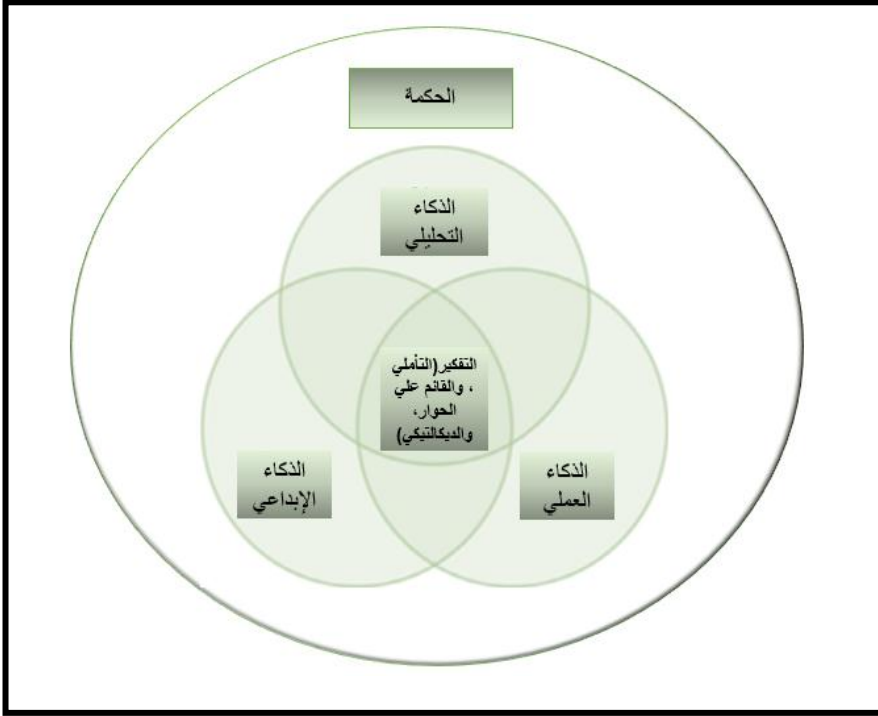 الحكمة
الذكاء
التحليلي
التفكير(التأملي
، والقائم علي
الحوار،
والديكالتيكي)
الذكاء
العملي
الذكاء
الإبداعي